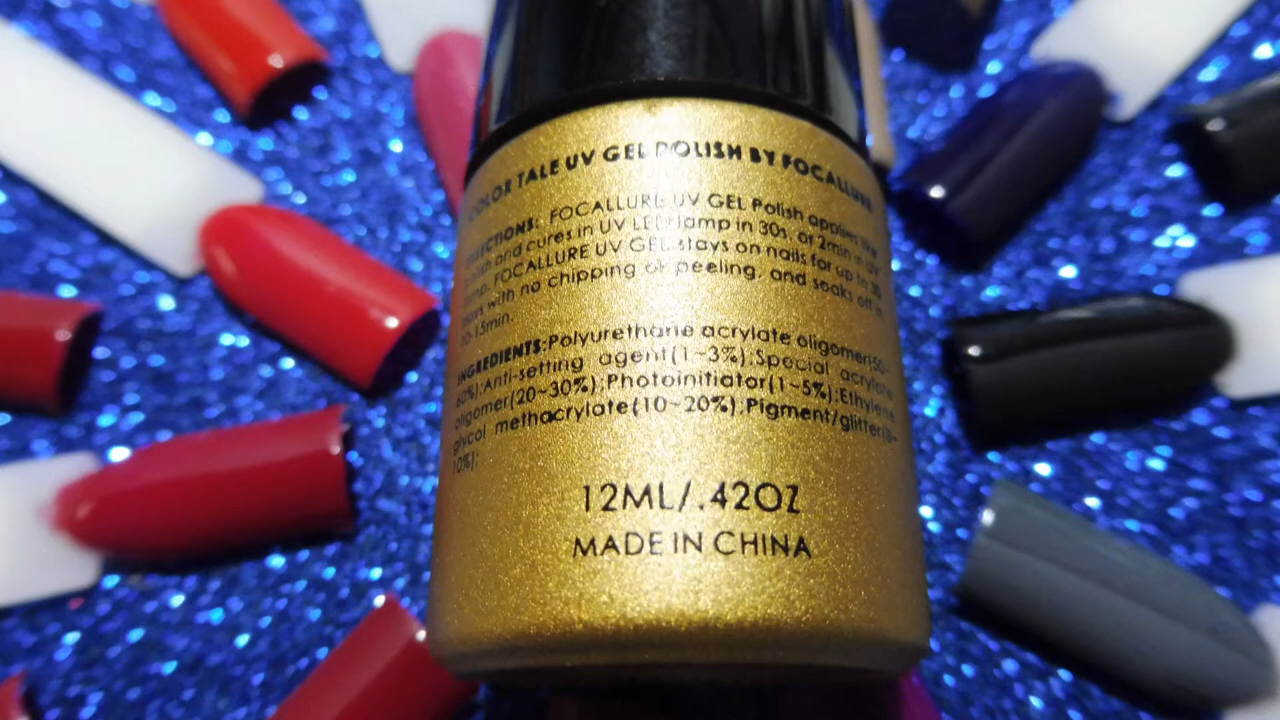 COLOR TALE UV GEL POLISH BY FOCALLURE
DIRECTIONS: FOCALLURE UV GEL Polish applies like
polish and cures in UV LED lamp in 30s. or 2min in UV
lamp. FOCALLURE UV GEL stays on nails for up to 30
days with no chipping or peeling, and soaks off in
10-15min.
INGREDIENTS:Polyurethane acrylate oligomer(50~
60%);Anti-setting agent(1~3%);Special acrylate
oligomer(20~30%);Photoinitiator(1~5%);Ethylene
glycol methacrylate(10~20%);Pigment/glitter(8~
10%);
12ML/.42OZ
MADE IN CHINA